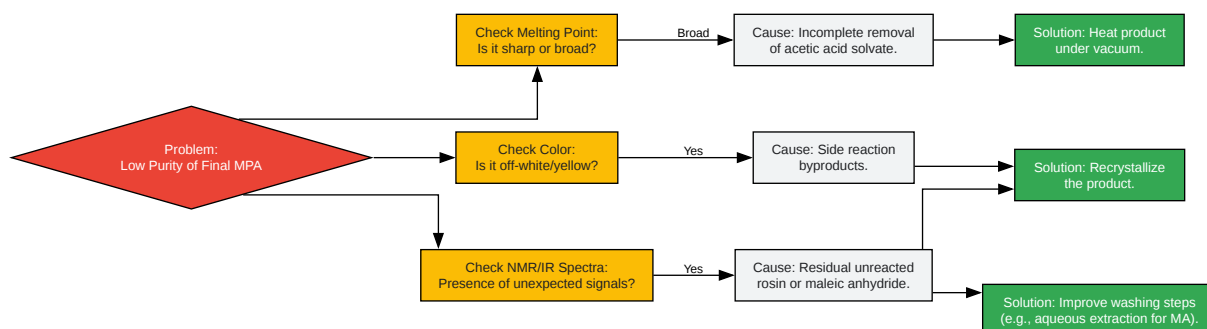 Check Melting Point:
Is it sharp or broad?
Broad
Cause: Incomplete removal
of acetic acid solvate.
Solution: Heat product
under vacuum.
Problem:
Low Purity of Final MPA
Check Color:
Is it off-white/yellow?
Yes
Cause: Side reaction
byproducts.
Solution: Recrystallize
the product.
Check NMR/IR Spectra:
Presence of unexpected signals?
Yes
Cause: Residual unreacted
rosin or maleic anhydride.
Solution: Improve washing steps
(e.g., aqueous extraction for MA).